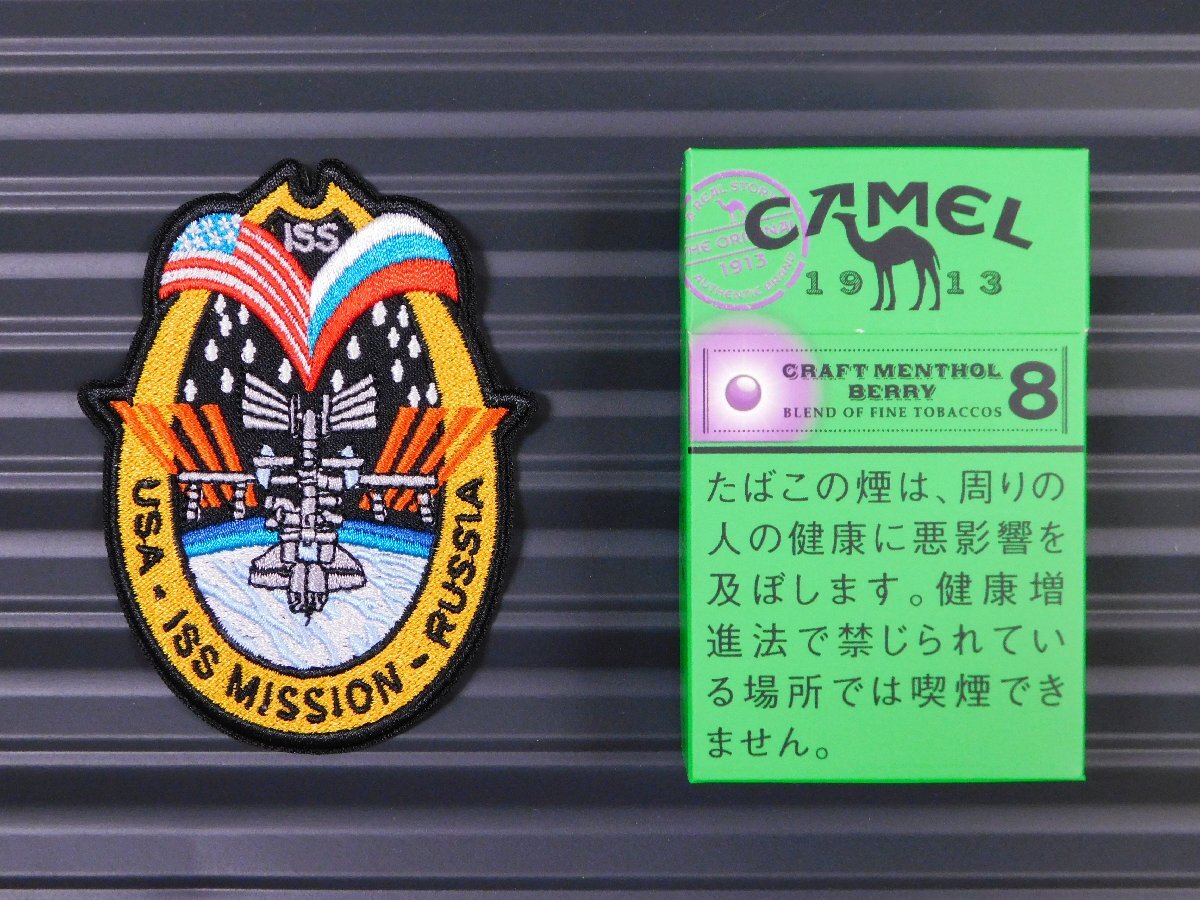 ISS
USA - ISS MISSION - RUSSIA
A REAL STORY
THE ORIGINAL
1913
AUTHENTIC BRAND
CAMEL
1913
CRAFT MENTHOL
BERRY
BLEND OF FINE TOBACCOS
8
たばこの煙は、周りの
人の健康に悪影響を
及ぼします。健康増
進法で禁じられてい
る場所では喫煙でき
ません。